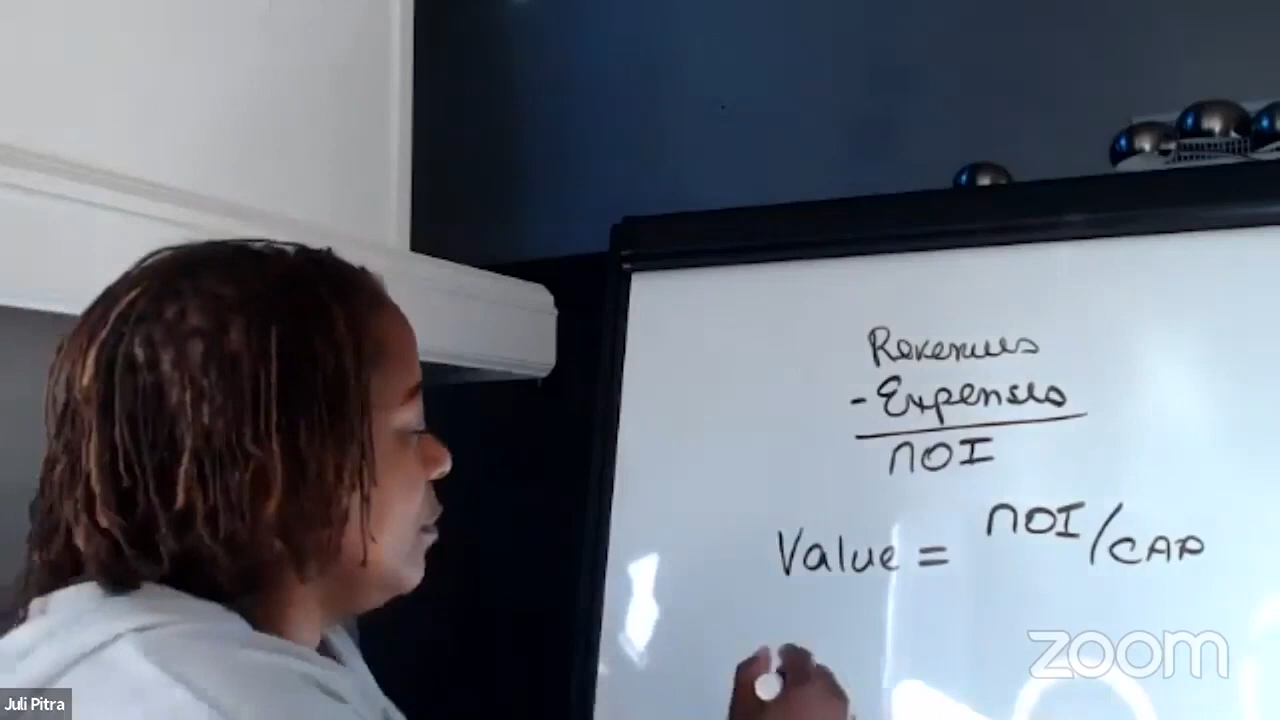 Revenues
- Expenses
NOI
Value = NOI/CAP
zoom
Juli Pitra